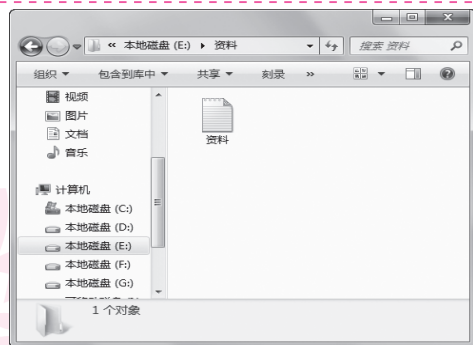 « 本地磁盘 (E:) ▸ 资料
搜索 资料
组织 ▼ 包含到库中 ▼ 共享 ▼ 刻录 »
视频
图片
文档
音乐
计算机
本地磁盘 (C:)
本地磁盘 (D:)
本地磁盘 (E:)
本地磁盘 (F:)
本地磁盘 (G:)
资料
1 个对象